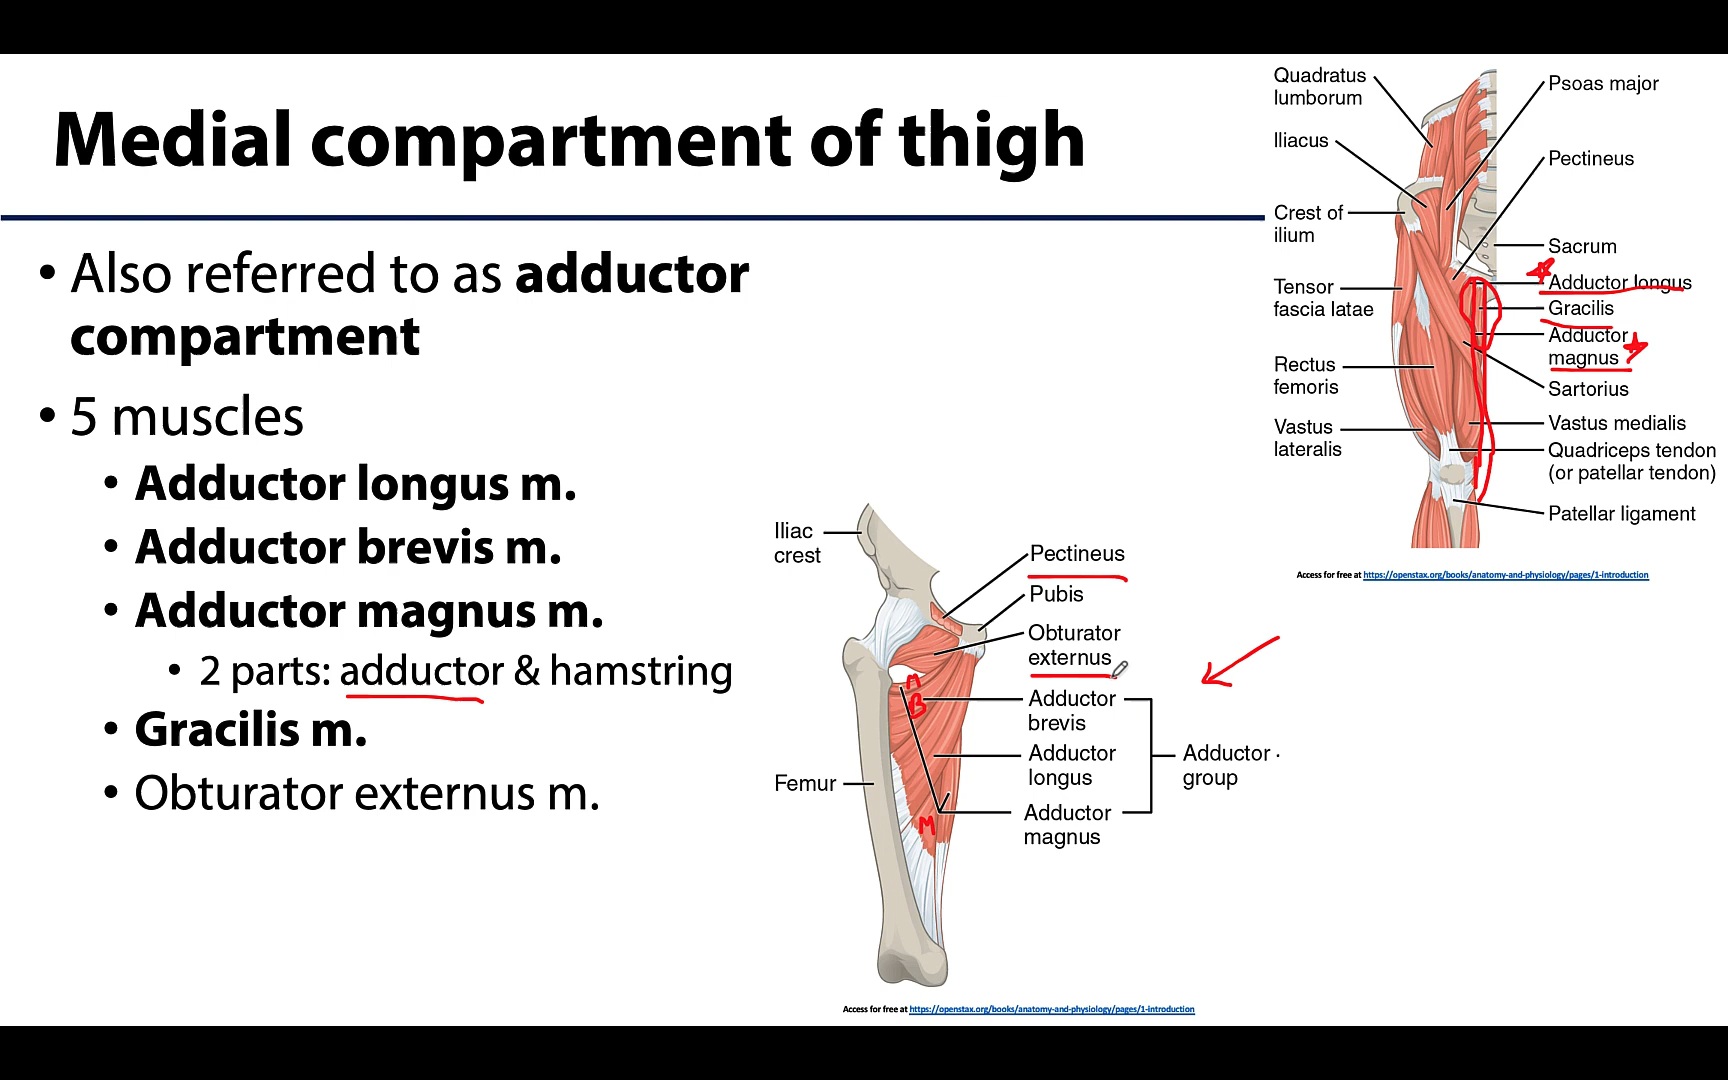 Medial compartment of thigh
• Also referred to as adductor
compartment
• 5 muscles
• Adductor longus m.
• Adductor brevis m.
• Adductor magnus m.
• 2 parts: adductor & hamstring
• Gracilis m.
• Obturator externus m.
Iliac
crest
Femur
Pectineus
Pubis
Obturator
externus
Adductor
brevis
Adductor
longus
Adductor
magnus
Adductor
group
M
B
M
Access for free at https://openstax.org/books/anatomy-and-physiology/pages/1-introduction
Quadratus
lumborum
Iliacus
Crest of
ilium
Tensor
fascia latae
Rectus
femoris
Vastus
lateralis
Psoas major
Pectineus
Sacrum
Adductor longus
Gracilis
Adductor
magnus
Sartorius
Vastus medialis
Quadriceps tendon
(or patellar tendon)
Patellar ligament
Access for free at https://openstax.org/books/anatomy-and-physiology/pages/1-introduction